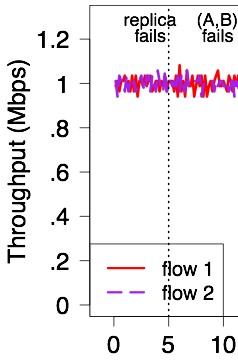 replica (A,B)
fails fails
Throughput (Mbps)
1.2
1
.8
.6
.4
.2
0
flow 1
flow 2
0 5 10